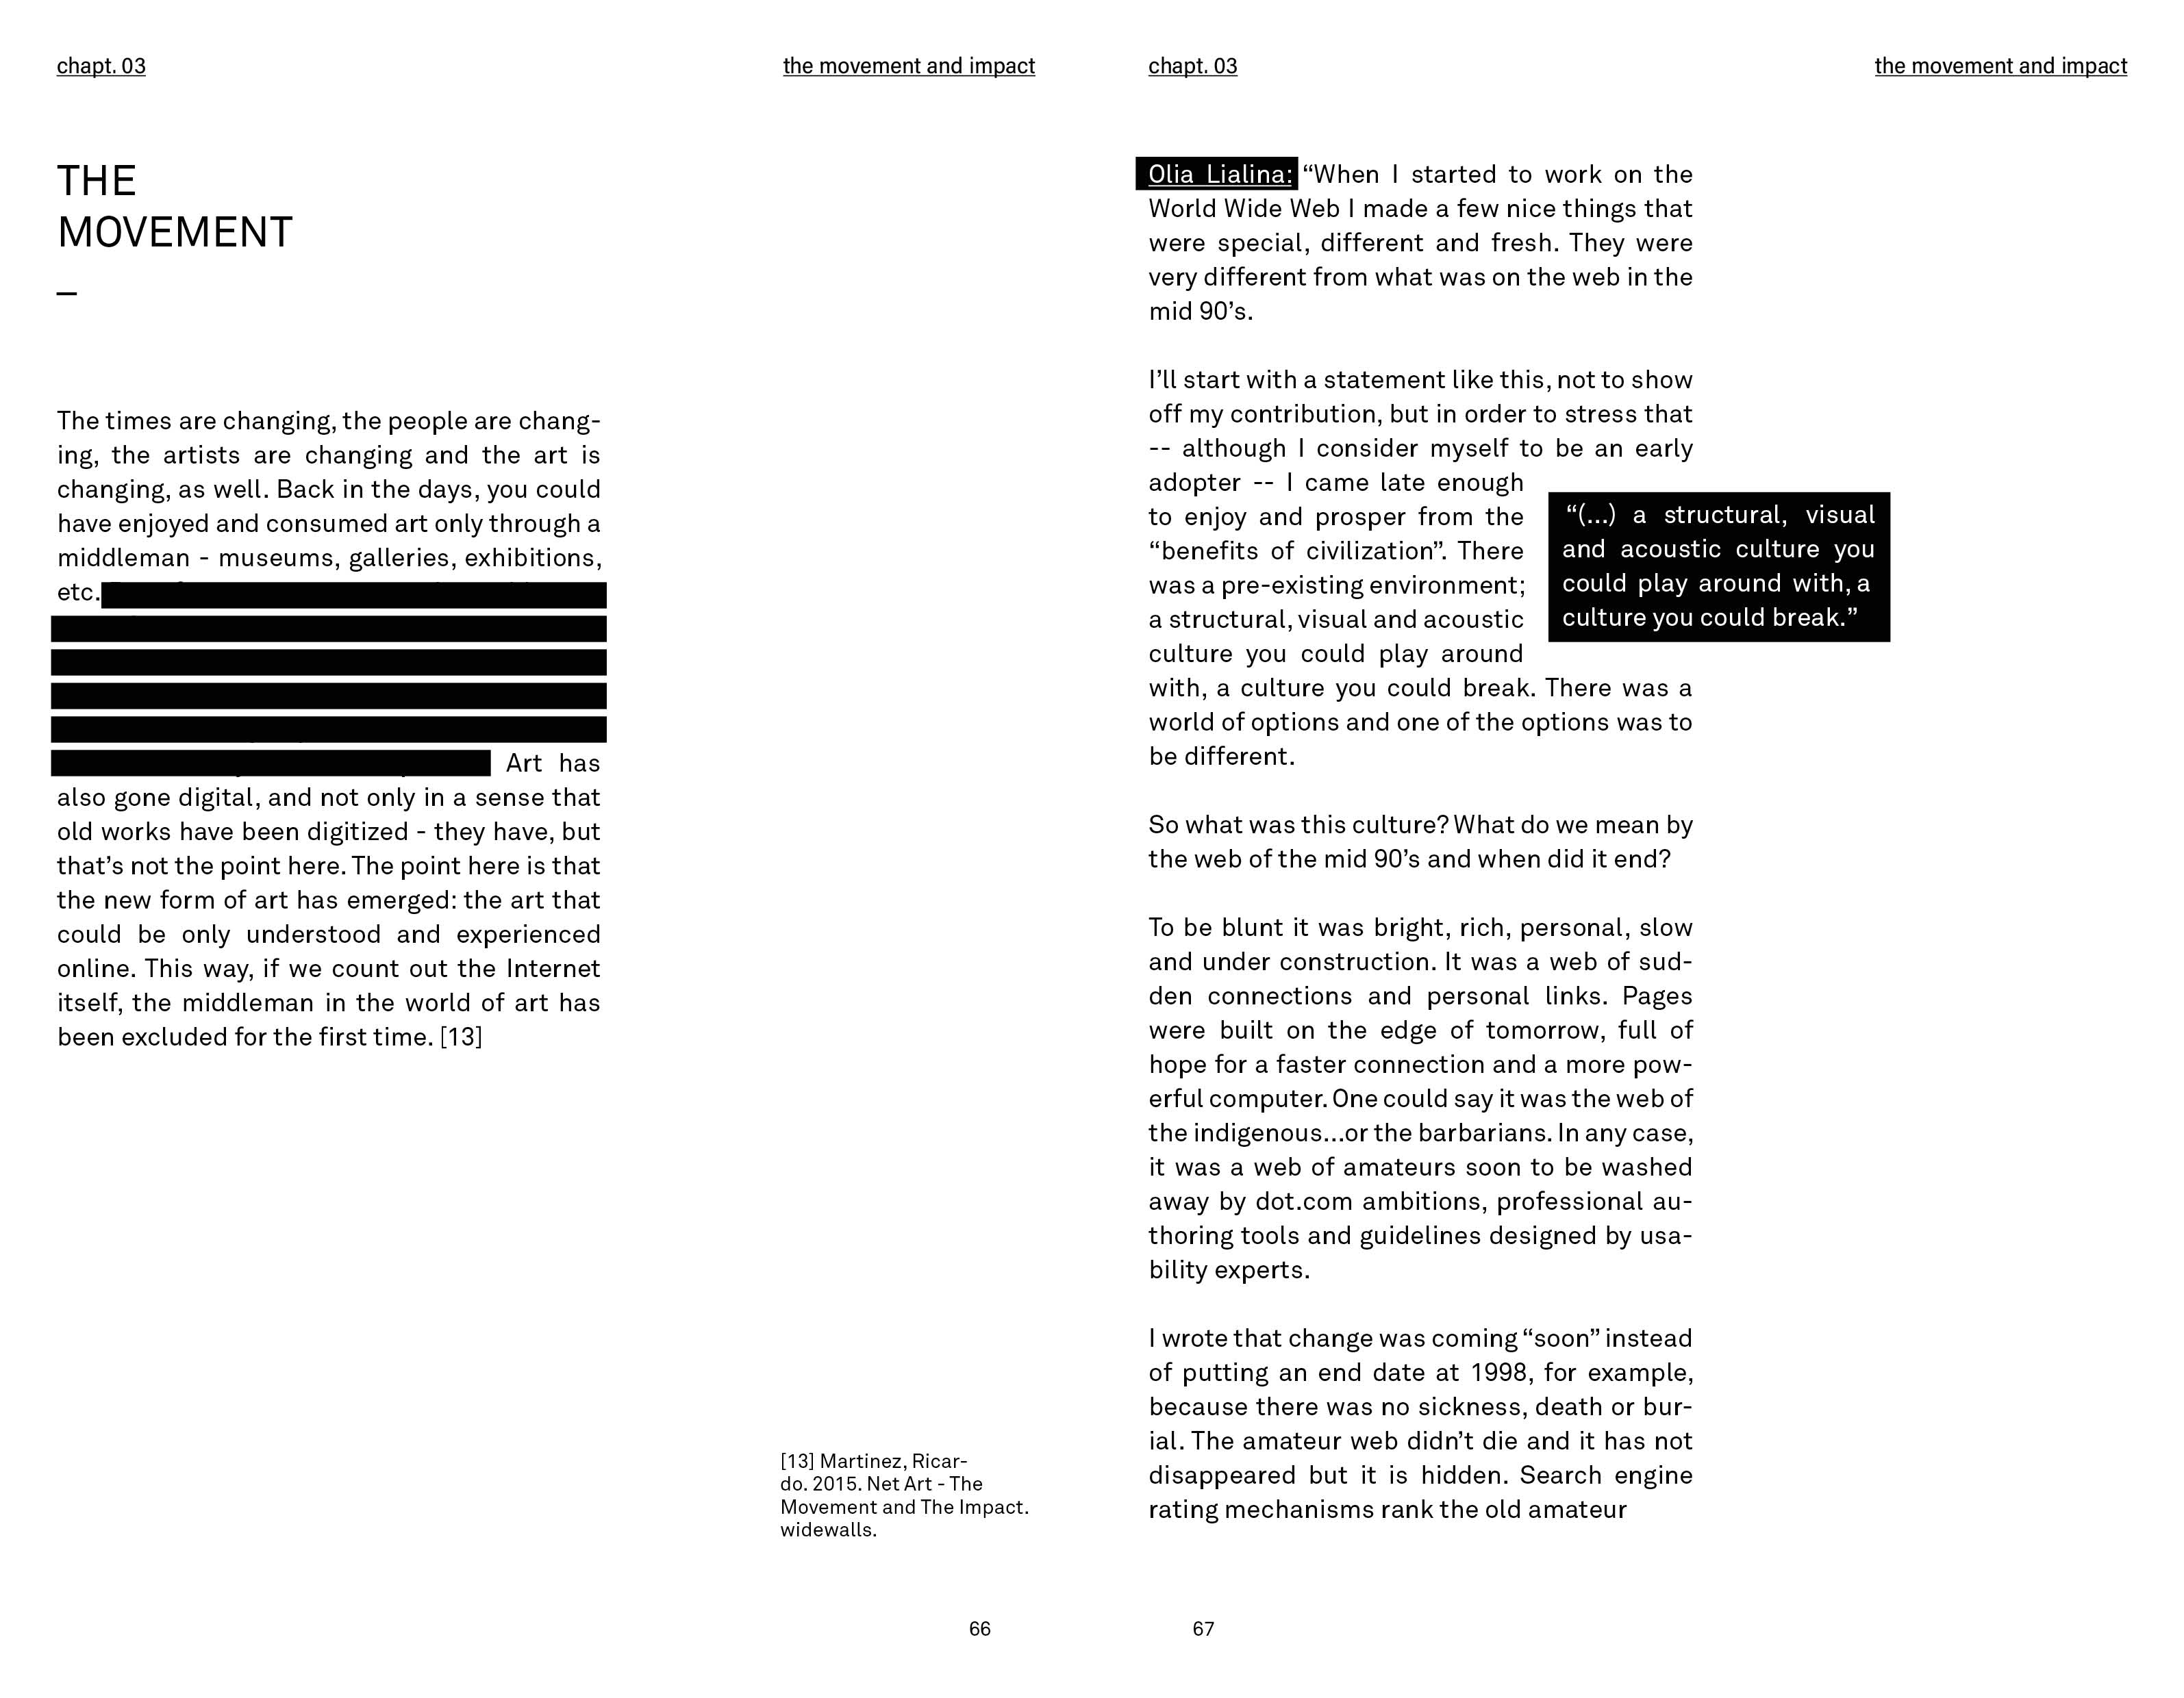 chapt. 03
the movement and impact
THE
MOVEMENT
–
The times are changing, the people are chang-
ing, the artists are changing and the art is
changing, as well. Back in the days, you could
have enjoyed and consumed art only through a
middleman - museums, galleries, exhibitions,
etc.
Art has
also gone digital, and not only in a sense that
old works have been digitized - they have, but
that’s not the point here. The point here is that
the new form of art has emerged: the art that
could be only understood and experienced
online. This way, if we count out the Internet
itself, the middleman in the world of art has
been excluded for the first time. [13]
[13] Martinez, Ricar-
do. 2015. Net Art - The
Movement and The Impact.
widewalls.
66
chapt. 03
the movement and impact
Olia Lialina: “When I started to work on the
World Wide Web I made a few nice things that
were special, different and fresh. They were
very different from what was on the web in the
mid 90’s.
I’ll start with a statement like this, not to show
off my contribution, but in order to stress that
-- although I consider myself to be an early
adopter -- I came late enough
to enjoy and prosper from the
“benefits of civilization”. There
was a pre-existing environment;
a structural, visual and acoustic
culture you could play around
with, a culture you could break. There was a
world of options and one of the options was to
be different.
“(...) a structural, visual
and acoustic culture you
could play around with, a
culture you could break.”
So what was this culture? What do we mean by
the web of the mid 90’s and when did it end?
To be blunt it was bright, rich, personal, slow
and under construction. It was a web of sud-
den connections and personal links. Pages
were built on the edge of tomorrow, full of
hope for a faster connection and a more pow-
erful computer. One could say it was the web of
the indigenous...or the barbarians. In any case,
it was a web of amateurs soon to be washed
away by dot.com ambitions, professional au-
thoring tools and guidelines designed by usa-
bility experts.
I wrote that change was coming “soon” instead
of putting an end date at 1998, for example,
because there was no sickness, death or bur-
ial. The amateur web didn’t die and it has not
disappeared but it is hidden. Search engine
rating mechanisms rank the old amateur
67